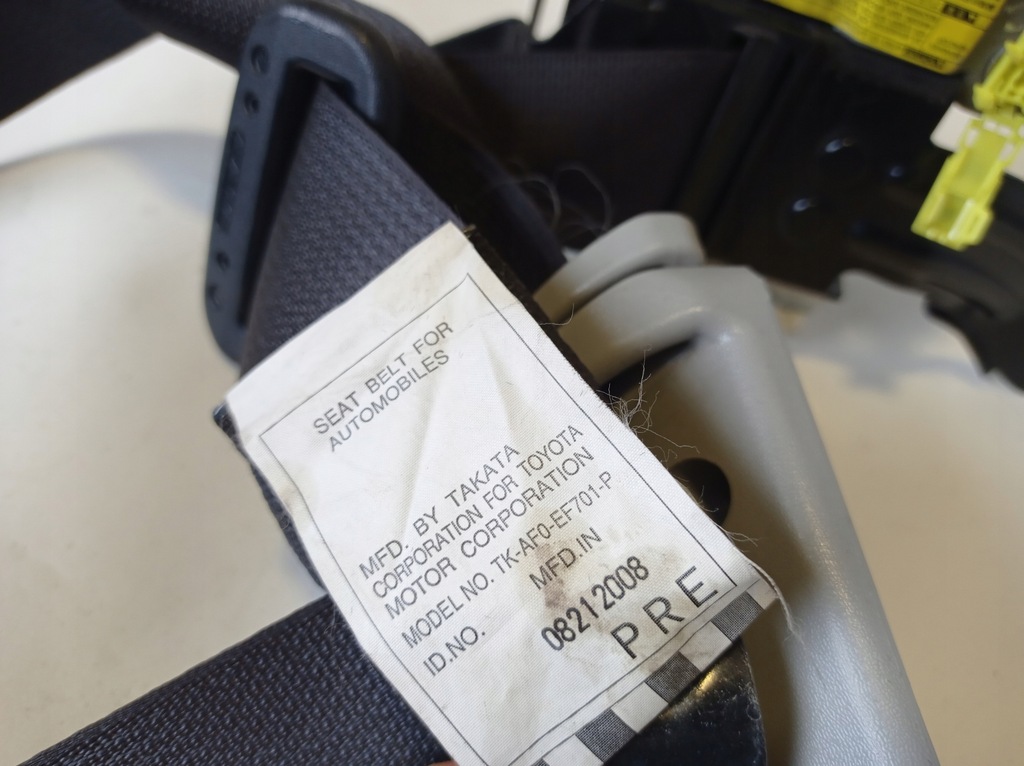 SEAT BELT FOR
AUTOMOBILES
MFD. BY TAKATA
CORPORATION FOR TOYOTA
MOTOR CORPORATION
MODEL NO. TK-AF0-EF701-P
ID.NO. MFD.IN
08212008
PRE